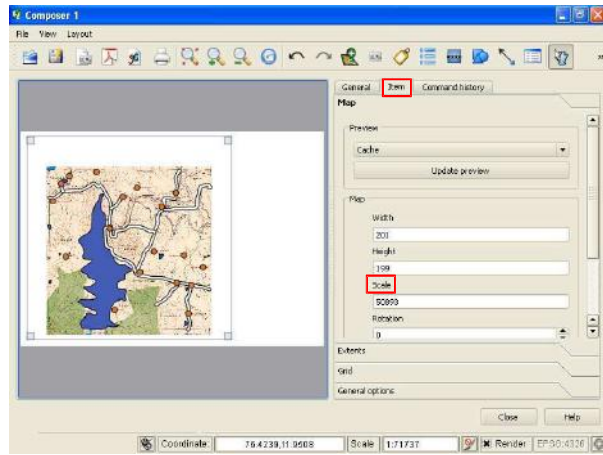 Composer 1
File View Layout
General Item Command history
Map
Preview
Cache
Update preview
Map
Width
201
Height
199
Scale
50898
Rotation
0
Extents
Grid
General options
Close Help
Coordinate 76.4239,11.9508 Scale 1:71737 Render EPSG:4326